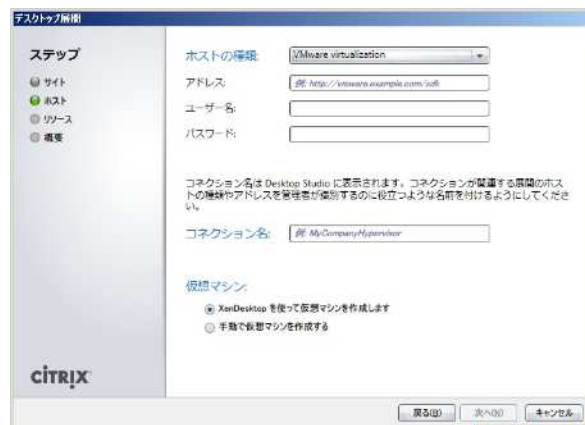 デスクトップ展開
ステップ
サイト
ホスト
リソース
概要
ホストの種類:
VMware virtualization
アドレス:
例: http://vmware.example.com/sdk
ユーザー名:
パスワード:
コネクション名は Desktop Studio に表示されます。コネクションが関連する展開のホス
トの種類やアドレスを管理者が識別するのに役立つような名前を付けるようにしてくださ
い。
コネクション名:
例: MyCompanyHypervisor
仮想マシン:
XenDesktop を使って仮想マシンを作成します
手動で仮想マシンを作成する
CITRIX
戻る(B)
次へ(N)
キャンセル